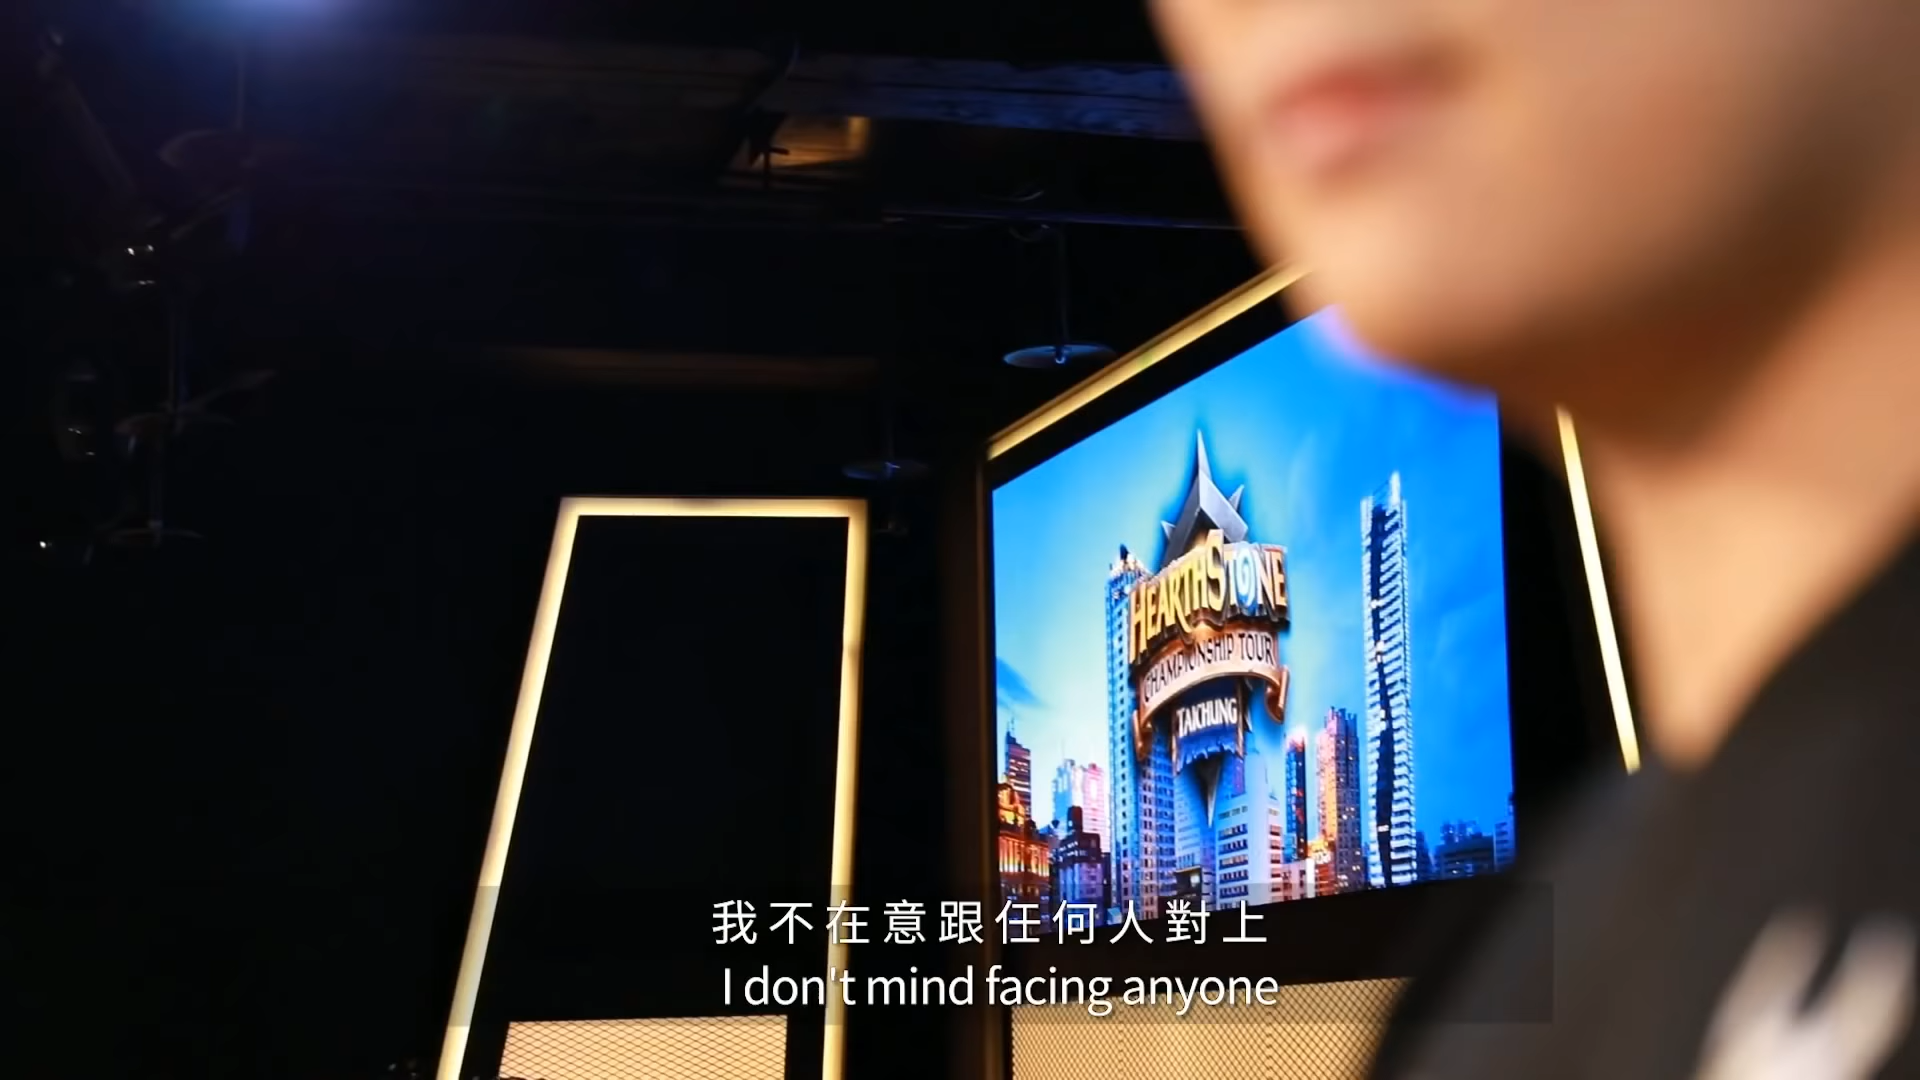 HEARTHSTONE
CHAMPIONSHIP TOUR
TAICHUNG
我不在意跟任何人對上
I don't mind facing anyone